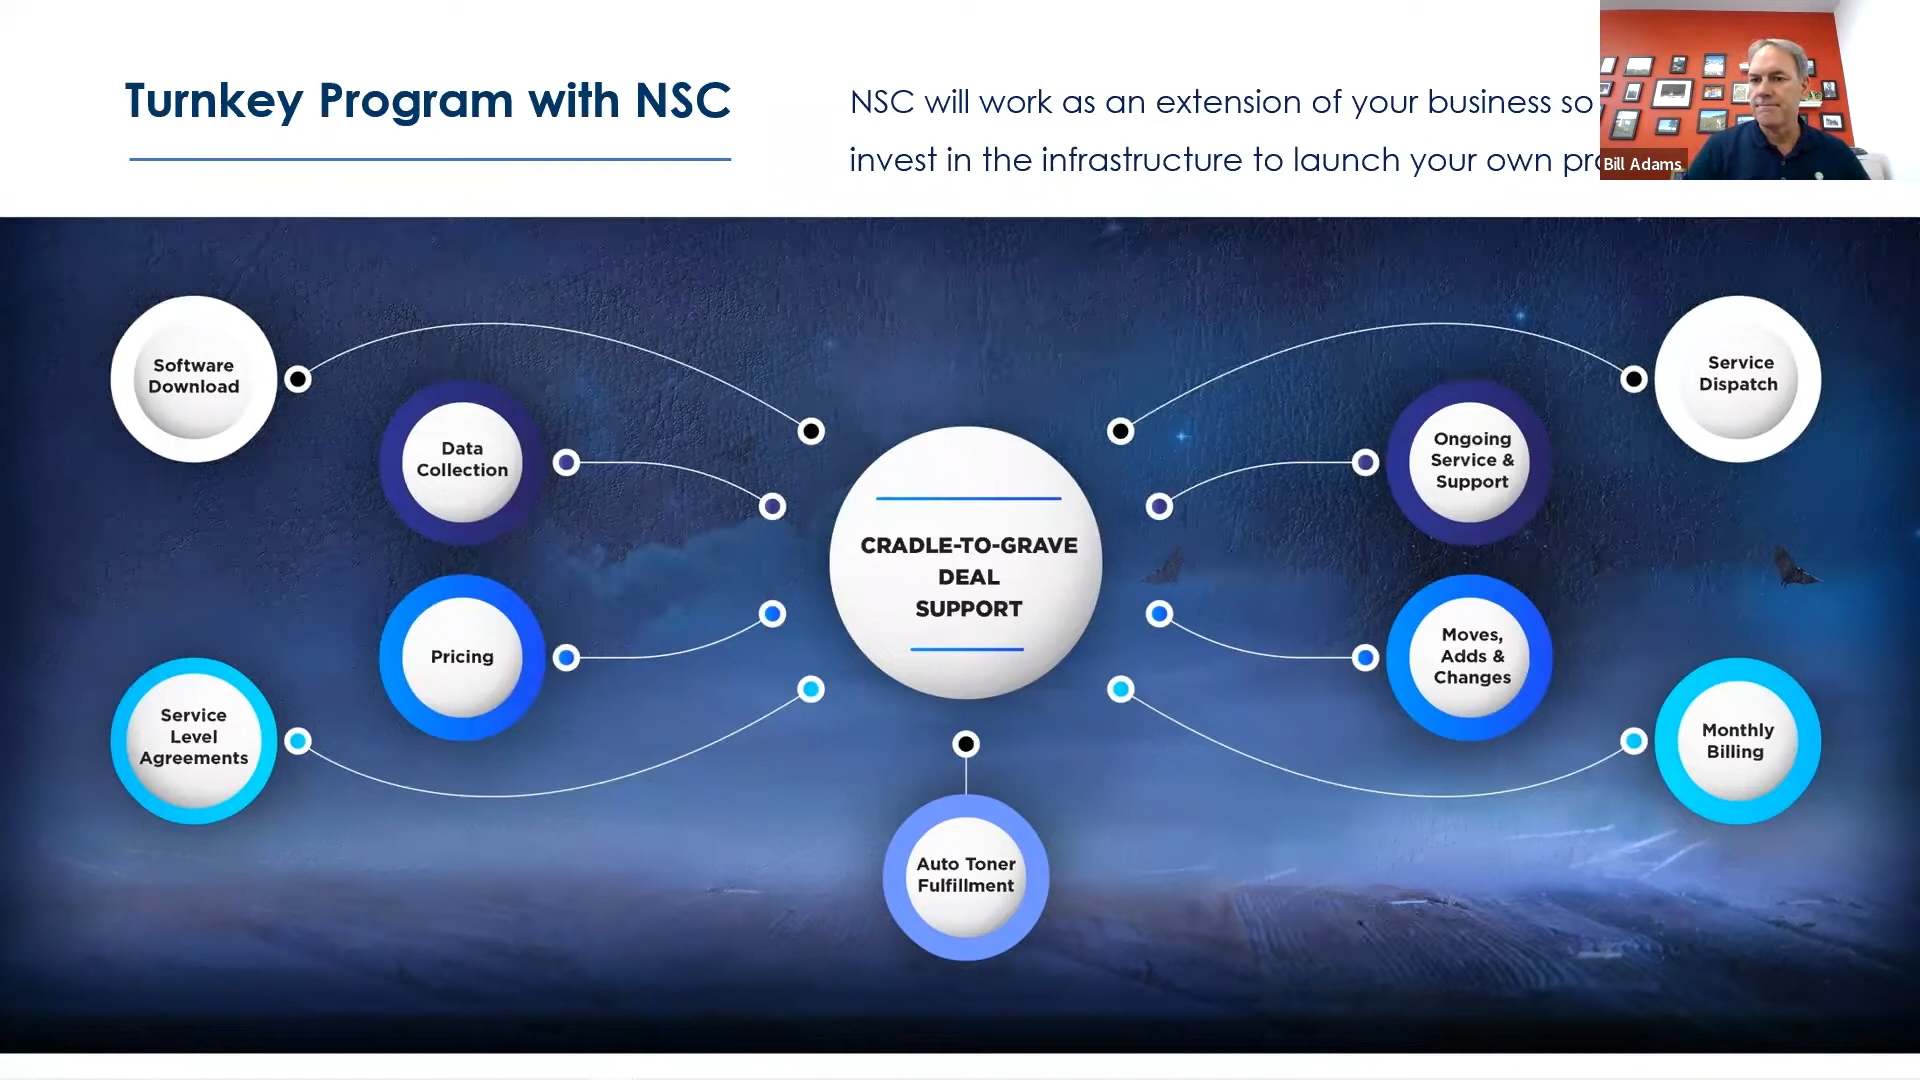 Turnkey Program with NSC
NSC will work as an extension of your business so
invest in the infrastructure to launch your own
Bill Adams
Software
Download
Data
Collection
Pricing
Service
Level
Agreements
CRADLE-TO-GRAVE
DEAL
SUPPORT
Auto Toner
Fulfillment
Service
Dispatch
Ongoing
Service &
Support
Moves,
Adds &
Changes
Monthly
Billing